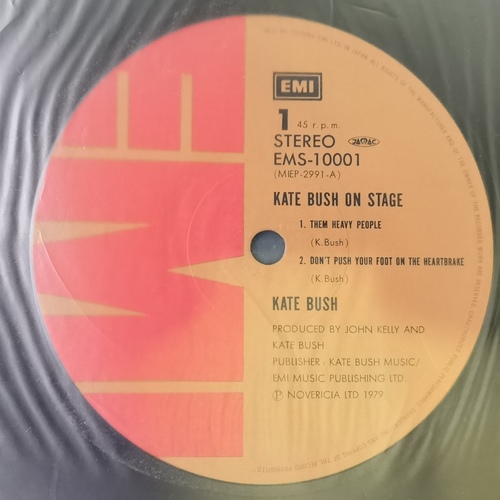 EMI
1 45 r.p.m.
STEREO JASRAC
EMS-10001
(MIEP-2991-A)
KATE BUSH ON STAGE
1. THEM HEAVY PEOPLE
(K.Bush)
2. DON'T PUSH YOUR FOOT ON THE HEARTBRAKE
(K.Bush)
KATE BUSH
PRODUCED BY JOHN KELLY AND
KATE BUSH
PUBLISHER: KATE BUSH MUSIC/
EMI MUSIC PUBLISHING LTD.
Ⓟ NOVERICIA LTD 1979
EMI